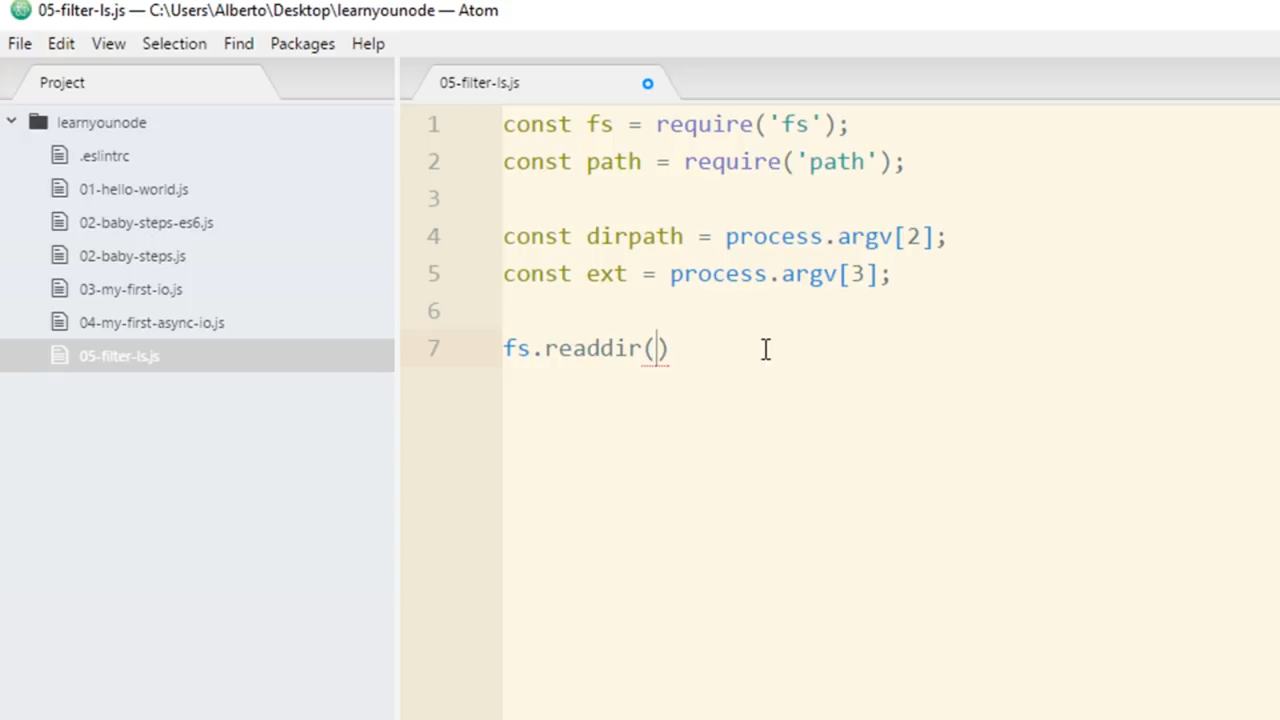 05-filter-ls.js — C:\Users\Alberto\Desktop\learnyounode — Atom
File Edit View Selection Find Packages Help
Project
05-filter-ls.js
learnyounode
.eslintrc
01-hello-world.js
02-baby-steps-es6.js
02-baby-steps.js
03-my-first-io.js
04-my-first-async-io.js
05-filter-ls.js
1 const fs = require('fs');
2 const path = require('path');
3
4 const dirpath = process.argv[2];
5 const ext = process.argv[3];
6
7 fs.readdir()